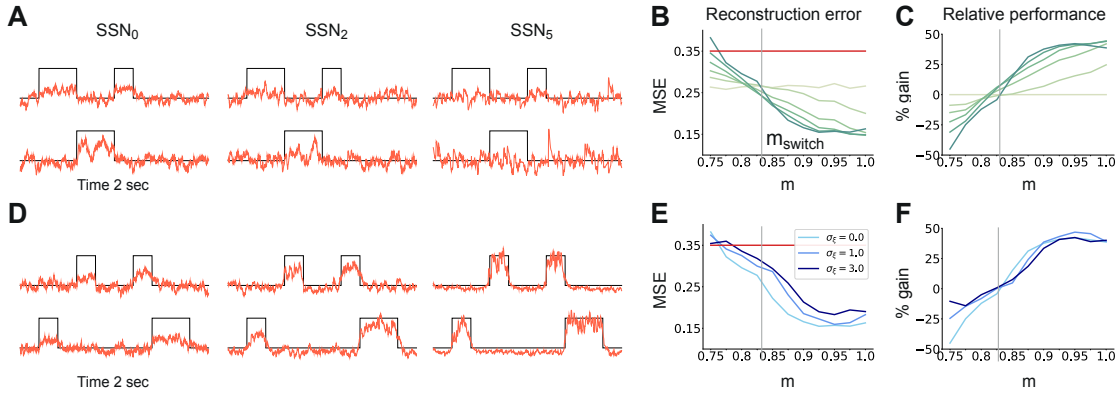 A
SSN0
SSN2
SSN5
Time 2 sec
B
Reconstruction error
MSE
0.35
0.25
0.15
mswitch
0.75 0.8 0.85 0.9 0.95 1.0
m
C
Relative performance
% gain
50
25
0
−25
−50
0.75 0.8 0.85 0.9 0.95 1.0
m
D
Time 2 sec
E
MSE
0.35
0.25
0.15
σξ = 0.0
σξ = 1.0
σξ = 3.0
0.75 0.8 0.85 0.9 0.95 1.0
m
F
% gain
50
25
0
−25
−50
0.75 0.8 0.85 0.9 0.95 1.0
m